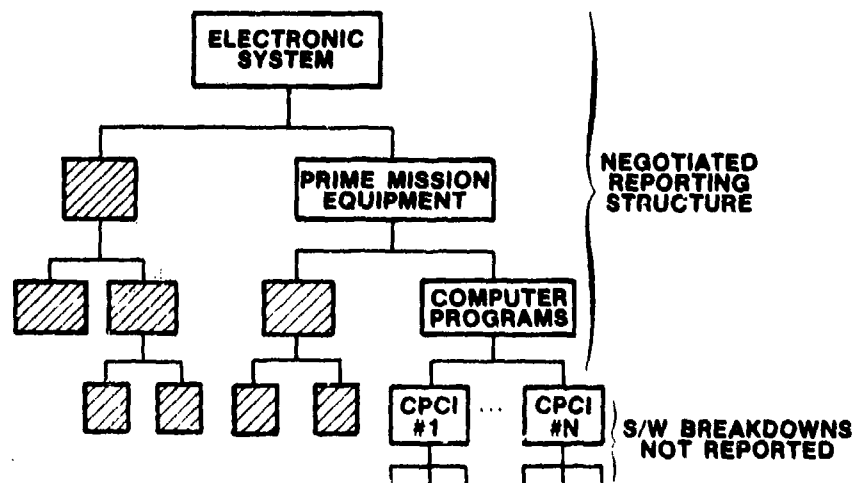 ELECTRONIC
SYSTEM
PRIME MISSION
EQUIPMENT
NEGOTIATED
REPORTING
STRUCTURE
COMPUTER
PROGRAMS
CPCI
#1
...
CPCI
#N
S/W BREAKDOWNS
NOT REPORTED